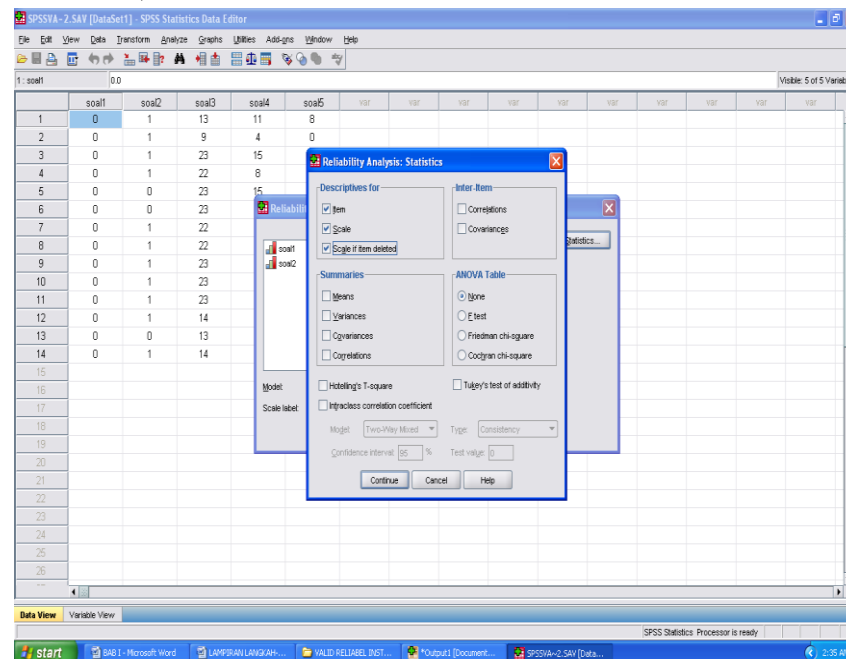 SPSSVA-2.SAV [DataSet1] - SPSS Statistics Data Editor
File Edit View Data Transform Analyze Graphs Utilities Add-ons Window Help
1 : soal1 0.0 Visible: 5 of 5 Variab
soal1 soal2 soal3 soal4 soal5 var var var var var var var var var
1 0 1 13 11 8
2 0 1 9 4 0
3 0 1 23 15
4 0 1 22 8
5 0 0 23 15
6 0 0 23
7 0 1 22
8 0 1 22
9 0 1 23
10 0 1 23
11 0 1 23
12 0 1 14
13 0 0 13
14 0 1 14
15
16
17
18
19
20
21
22
23
24
25
26
Reliabili
soal1
soal2
Statistics...
Model:
Scale label:
Reliability Analysis: Statistics
Descriptives for
Item
Scale
Scale if item deleted
Inter-Item
Correlations
Covariances
Summaries
Means
Variances
Covariances
Correlations
ANOVA Table
None
F test
Friedman chi-square
Cochran chi-square
Hotelling's T-square
Tukey's test of additivity
Intraclass correlation coefficient
Model: Two-Way Mixed Type: Consistency
Confidence interval: 95 % Test value: 0
Continue Cancel Help
Data View Variable View
SPSS Statistics Processor is ready
start BAB I - Microsoft Word LAMPIRAN LANGKAH-... VALID RELIABEL INST... *Output1 [Document... SPSSVA~2.SAV [Data... 2:35 AM